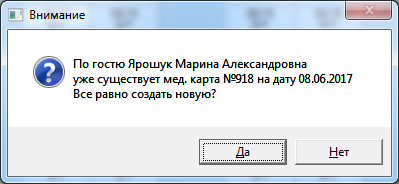 Внимание
По гостю Ярошук Марина Александровна
уже существует мед. карта №918 на дату 08.06.2017
Все равно создать новую?
Да
Нет